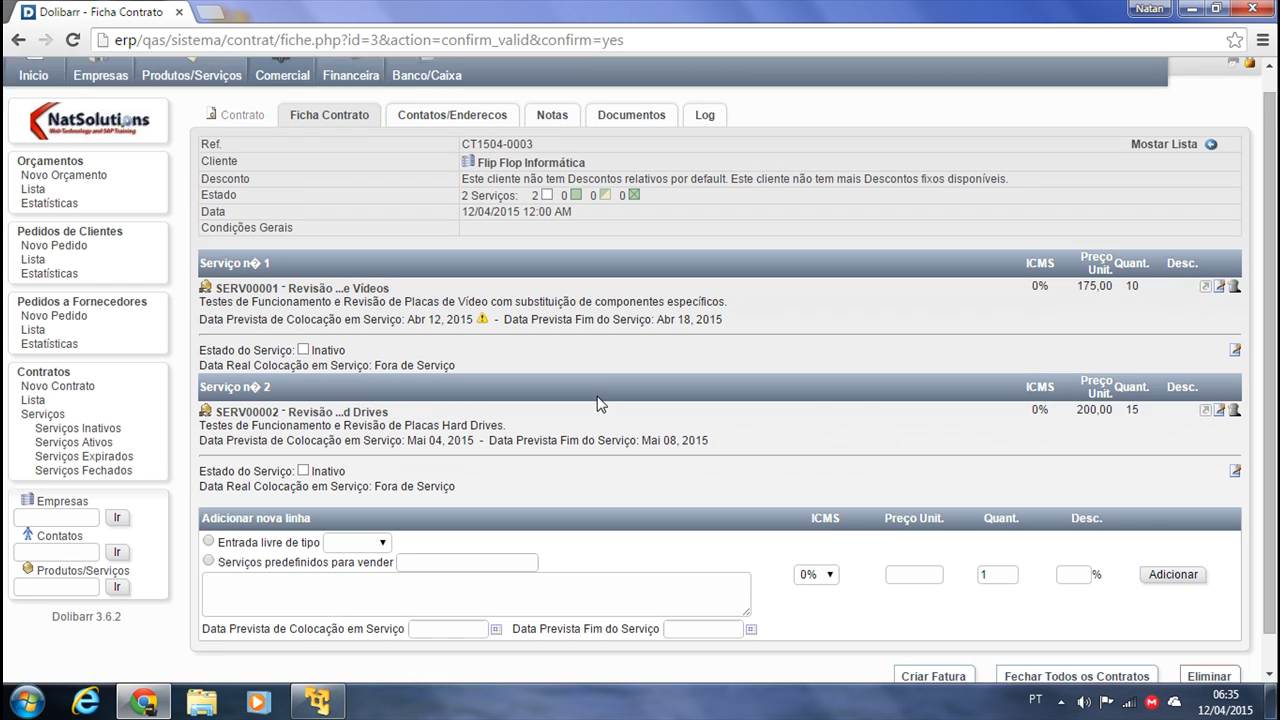 Dolibarr - Ficha Contrato
Natan
erp/qas/sistema/contrat/fiche.php?id=3&action=confirm_valid&confirm=yes
Inicio Empresas Produtos/Serviços Comercial Financeira Banco/Caixa
NatSolutions
Web Technology and SAP Training
Orçamentos
Novo Orçamento
Lista
Estatísticas
Pedidos de Clientes
Novo Pedido
Lista
Estatísticas
Pedidos a Fornecedores
Novo Pedido
Lista
Estatísticas
Contratos
Novo Contrato
Lista
Serviços
Serviços Inativos
Serviços Ativos
Serviços Expirados
Serviços Fechados
Empresas
Ir
Contatos
Ir
Produtos/Serviços
Ir
Dolibarr 3.6.2
Contrato Ficha Contrato Contatos/Enderecos Notas Documentos Log
Ref. CT1504-0003 Mostar Lista
Cliente Flip Flop Informática
Desconto Este cliente não tem Descontos relativos por default. Este cliente não tem mais Descontos fixos disponíveis.
Estado 2 Serviços: 2 0 0 0
Data 12/04/2015 12:00 AM
Condições Gerais
Serviço n� 1 ICMS Preço Unit. Quant. Desc.
SERV00001 - Revisão ...e Vídeos 0% 175,00 10
Testes de Funcionamento e Revisão de Placas de Vídeo com substituição de componentes específicos.
Data Prevista de Colocação em Serviço: Abr 12, 2015 - Data Prevista Fim do Serviço: Abr 18, 2015
Estado do Serviço: Inativo
Data Real Colocação em Serviço: Fora de Serviço
Serviço n� 2 ICMS Preço Unit. Quant. Desc.
SERV00002 - Revisão ...d Drives 0% 200,00 15
Testes de Funcionamento e Revisão de Placas Hard Drives.
Data Prevista de Colocação em Serviço: Mai 04, 2015 - Data Prevista Fim do Serviço: Mai 08, 2015
Estado do Serviço: Inativo
Data Real Colocação em Serviço: Fora de Serviço
Adicionar nova linha ICMS Preço Unit. Quant. Desc.
Entrada livre de tipo
Serviços predefinidos para vender
0% 1 % Adicionar
Data Prevista de Colocação em Serviço Data Prevista Fim do Serviço
Criar Fatura Fechar Todos os Contratos Eliminar
PT
06:35
12/04/2015